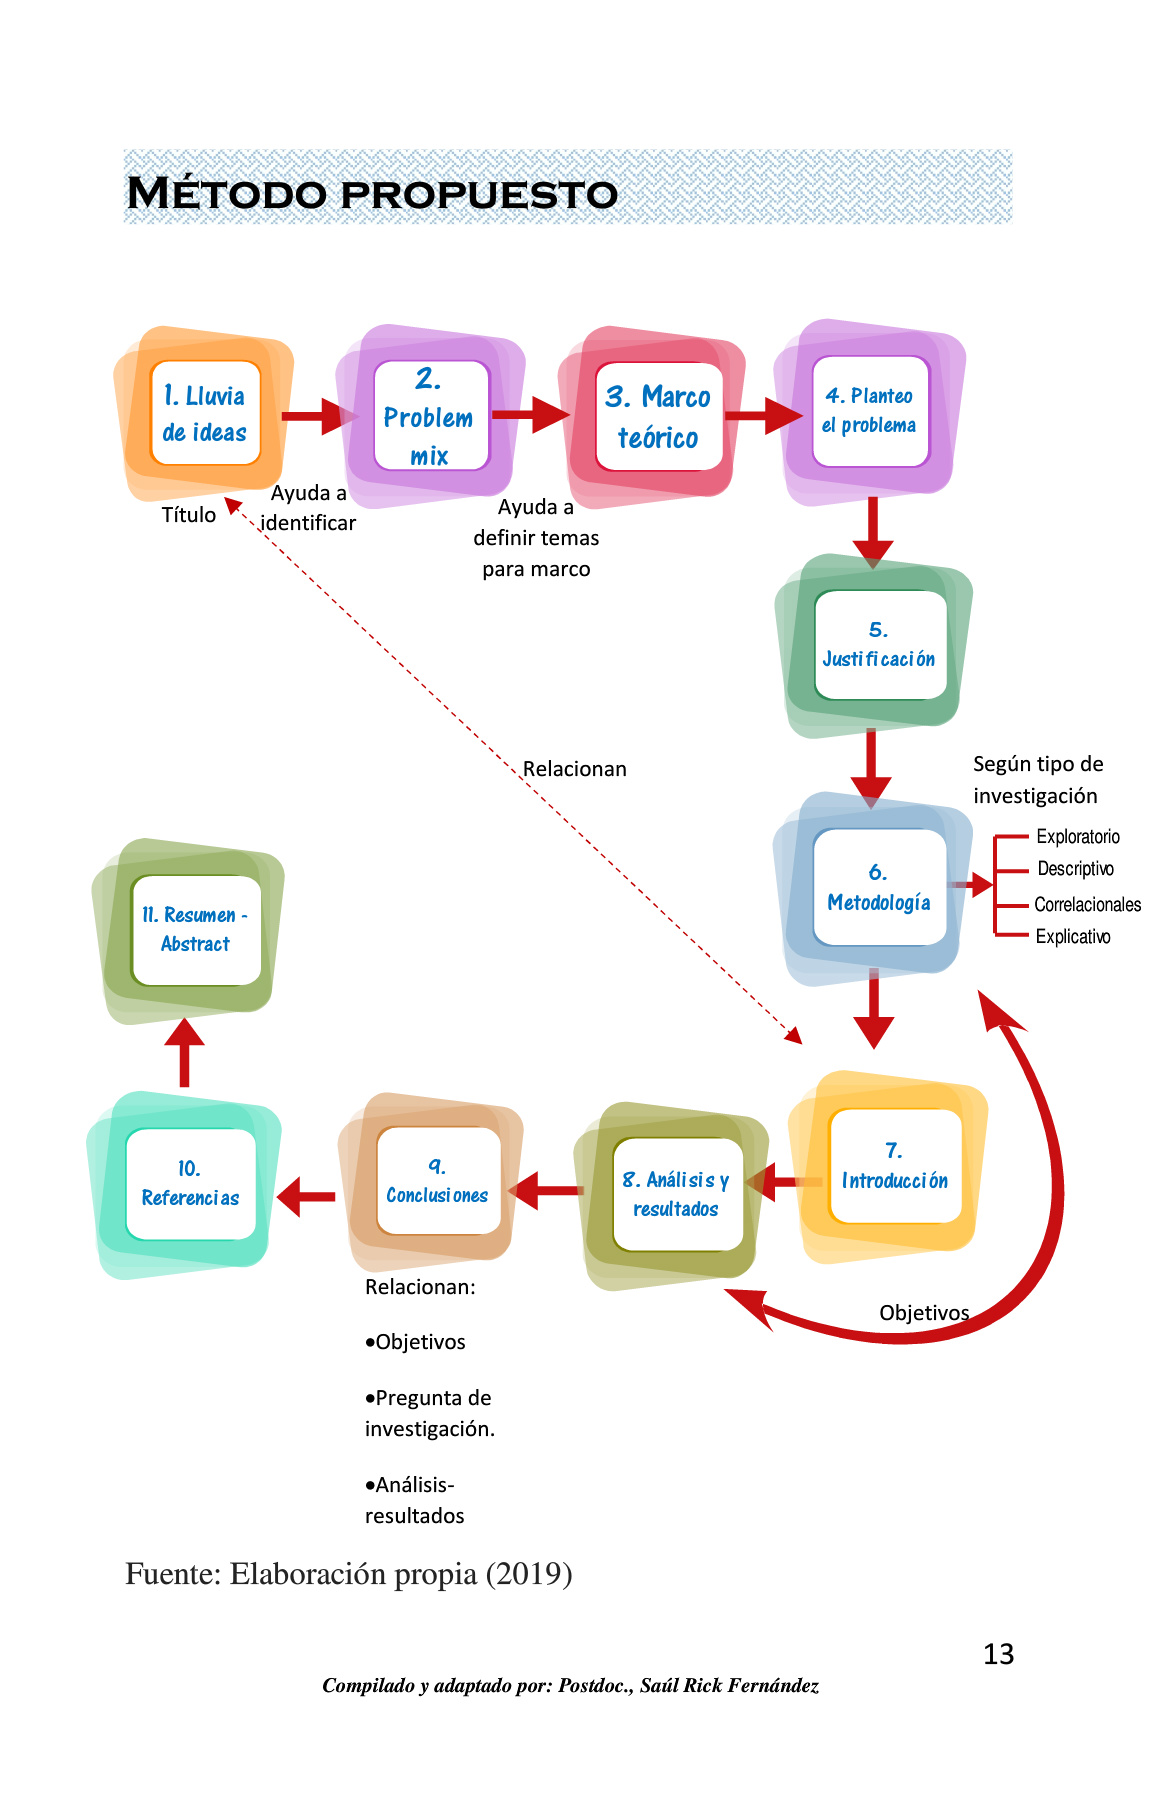 MÉTODO PROPUESTO
1. Lluvia
de ideas
2.
Problem
mix
3. Marco
teórico
4. Planteo
el problema
Título
Ayuda a
identificar
Ayuda a
definir temas
para marco
5.
Justificación
Relacionan
Según tipo de
investigación
6.
Metodología
Exploratorio
Descriptivo
Correlacionales
Explicativo
11. Resumen -
Abstract
7.
Introducción
8. Análisis y
resultados
9.
Conclusiones
10.
Referencias
Objetivos
Relacionan:
•Objetivos
•Pregunta de
investigación.
•Análisis-
resultados
Fuente: Elaboración propia (2019)
13
Compilado y adaptado por: Postdoc., Saúl Rick Fernández